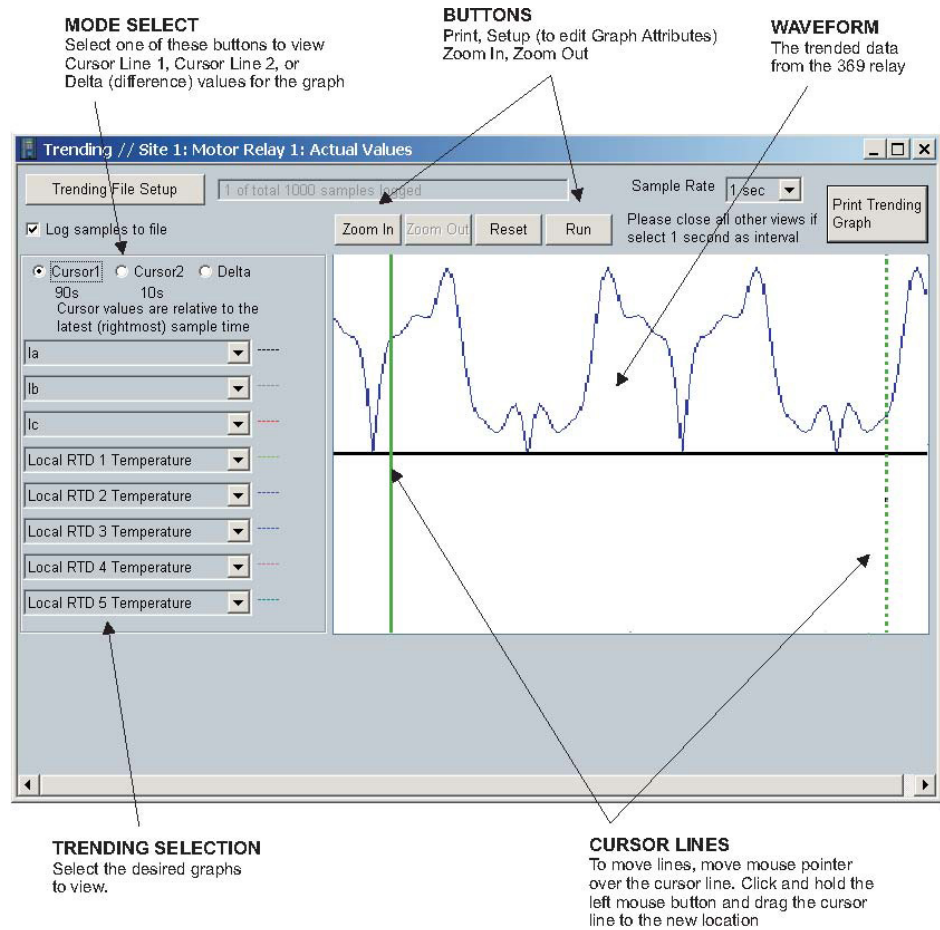 MODE SELECT
Select one of these buttons to view
Cursor Line 1, Cursor Line 2, or
Delta (difference) values for the graph
BUTTONS
Print, Setup (to edit Graph Attributes)
Zoom In, Zoom Out
WAVEFORM
The trended data
from the 369 relay
Trending // Site 1: Motor Relay 1: Actual Values
Trending File Setup
1 of total 1000 samples logged
Sample Rate
1 sec
Print Trending
Graph
Log samples to file
Zoom In
Zoom Out
Reset
Run
Please close all other views if
select 1 second as interval
Cursor1
Cursor2
Delta
90s
10s
Cursor values are relative to the
latest (rightmost) sample time
Ia
Ib
Ic
Local RTD 1 Temperature
Local RTD 2 Temperature
Local RTD 3 Temperature
Local RTD 4 Temperature
Local RTD 5 Temperature
TRENDING SELECTION
Select the desired graphs
to view.
CURSOR LINES
To move lines, move mouse pointer
over the cursor line. Click and hold the
left mouse button and drag the cursor
line to the new location